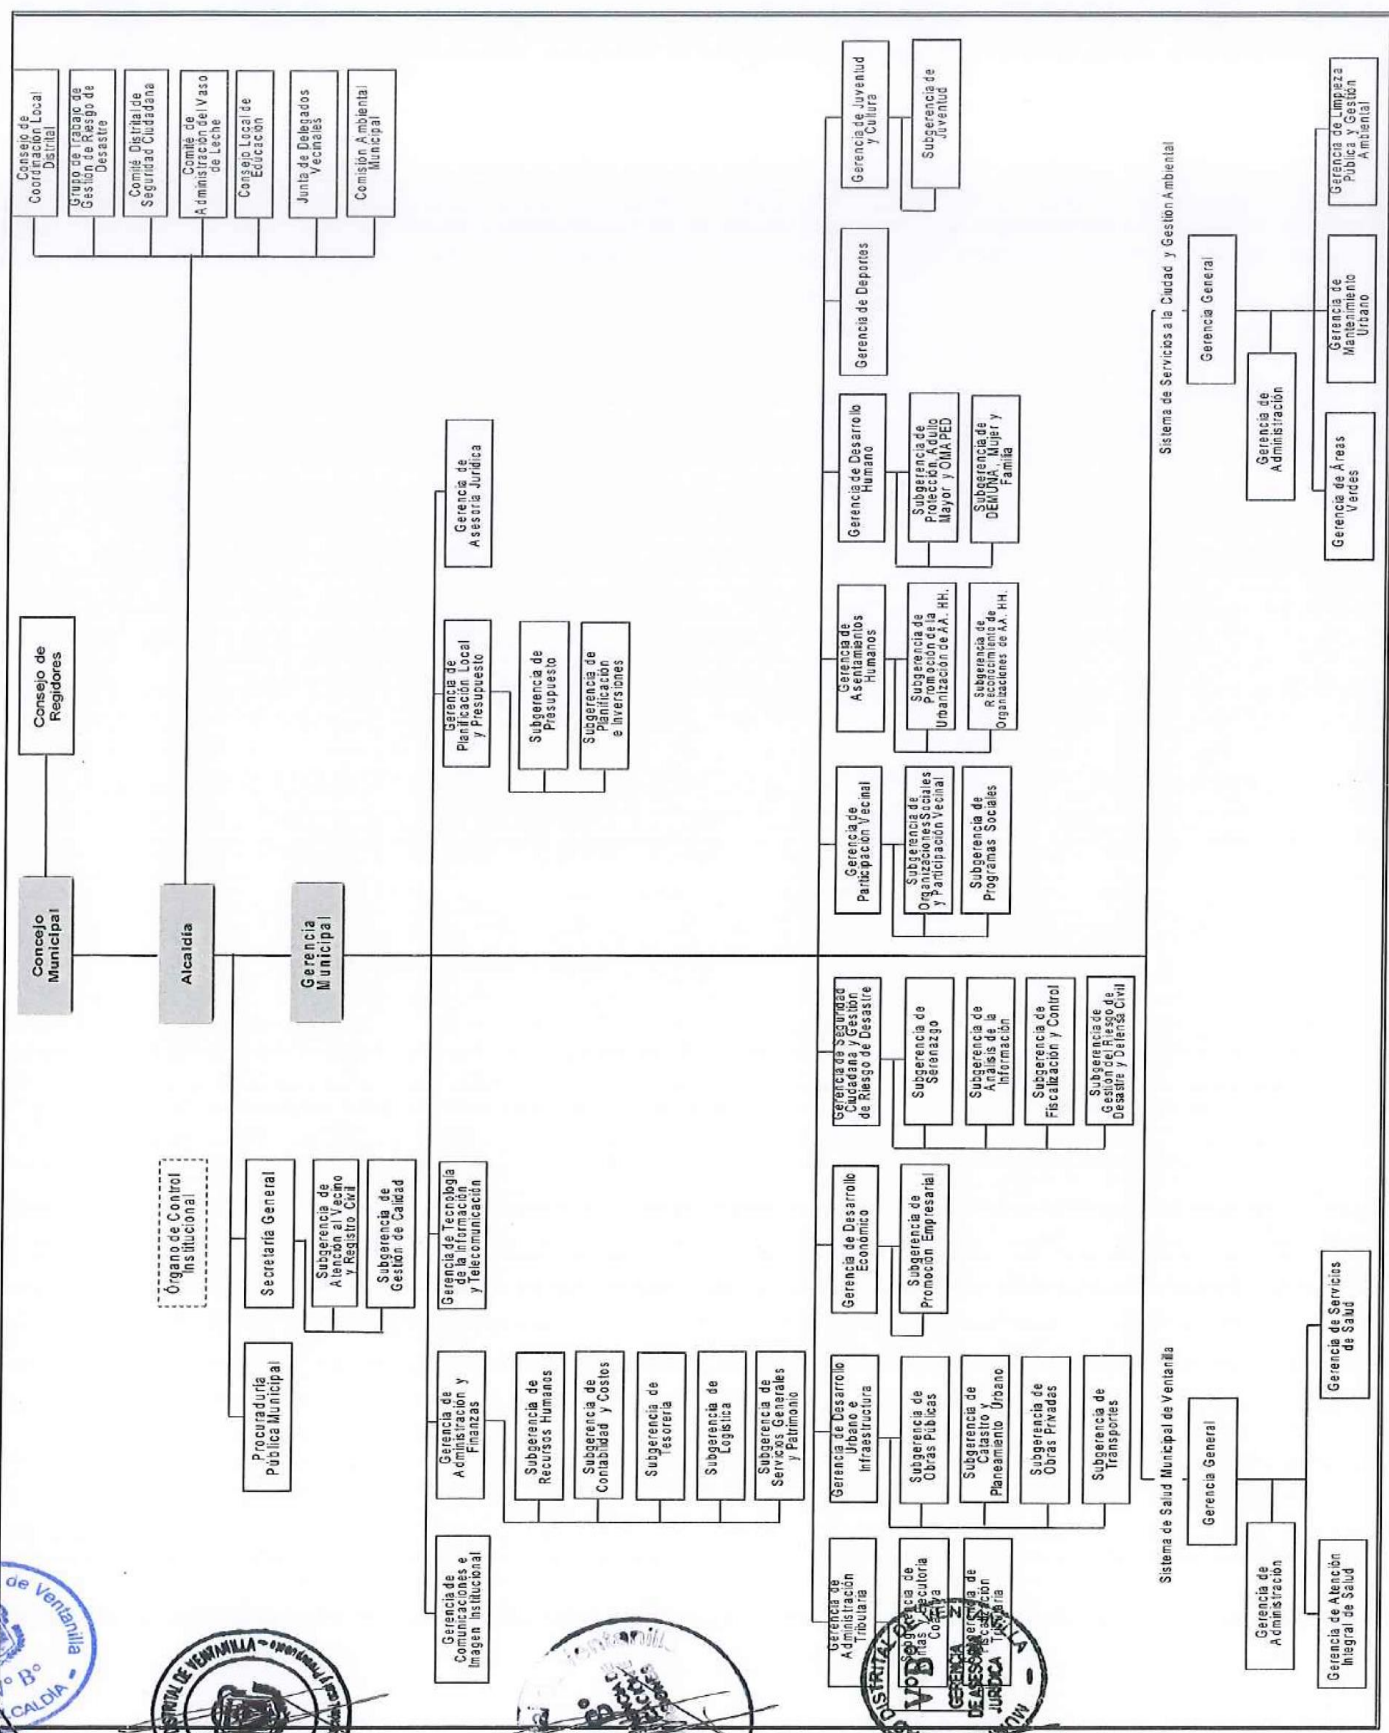 Concejo
Municipal
Consejo de
Regidores
Alcaldía
Consejo de
Coordinación Local
Distrital
Grupo de Trabajo de
Gestión de Riesgo de
Desastre
Comité Distrital de
Seguridad Ciudadana
Comité de
Administración del Vaso
de Leche
Consejo Local de
Educación
Junta de Delegados
Vecinales
Comisión Ambiental
Municipal
Órgano de Control
Institucional
Procuraduría
Pública Municipal
Secretaría General
Subgerencia de
Atención al Vecino
y Registro Civil
Subgerencia de
Gestión de Calidad
Gerencia
Municipal
Gerencia de
Comunicaciones e
Imagen Institucional
Gerencia de
Administración y
Finanzas
Subgerencia de
Recursos Humanos
Subgerencia de
Contabilidad y Costos
Subgerencia de
Tesorería
Subgerencia de
Logística
Subgerencia de
Servicios Generales
y Patrimonio
Gerencia de Tecnología
de la Información
y Telecomunicación
Gerencia de
Planificación Local
y Presupuesto
Subgerencia de
Presupuesto
Subgerencia de
Planificación
e Inversiones
Gerencia de
Asesoría Jurídica
Gerencia de
Administración
Tributaria
Gerencia de Desarrollo
Urbano e
Infraestructura
Subgerencia de
Obras Públicas
Subgerencia de
Catastro y
Planeamiento Urbano
Subgerencia de
Obras Privadas
Subgerencia de
Transportes
Gerencia de Desarrollo
Económico
Subgerencia de
Promoción Empresarial
Gerencia de Seguridad
Ciudadana y Gestión
de Riesgo de Desastre
Subgerencia de
Serenazgo
Subgerencia de
Análisis de la
Información
Subgerencia de
Fiscalización y Control
Subgerencia de
Gestión del Riesgo de
Desastre y Defensa Civil
Gerencia de
Participación Vecinal
Subgerencia de
Organizaciones Sociales
y Participación Vecinal
Subgerencia de
Programas Sociales
Gerencia de
Asentamientos
Humanos
Subgerencia de
Promoción de la
Urbanización de AA. HH.
Subgerencia de
Reconocimiento de
Organizaciones de AA. HH.
Gerencia de Desarrollo
Humano
Subgerencia de
Protección, Adulto
Mayor y OMAPED
Subgerencia de
DEMUNA, Mujer y
Familia
Gerencia de Deportes
Gerencia de Juventud
y Cultura
Subgerencia de
Juventud
Sistema de Salud Municipal de Ventanilla
Gerencia General
Gerencia de
Administración
Gerencia de Atención
Integral de Salud
Gerencia de Servicios
de Salud
Sistema de Servicios a la Ciudad y Gestión Ambiental
Gerencia General
Gerencia de
Administración
Gerencia de Áreas
Verdes
Gerencia de
Mantenimiento
Urbano
Gerencia de Limpieza
Pública y Gestión
Ambiental
de Ventanilla
V° B°
ALCALDÍA
DISTRITAL DE VENTANILLA
DISTRITAL DE
V°B°
GERENCIA
DE ASESORÍA
JURÍDICA